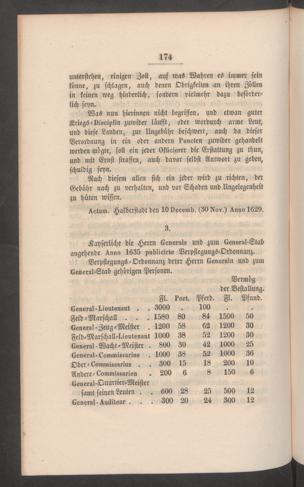 174
unterstehen, einigen Zoll, auf was Wahren es immer sein
könne, zu schlagen, auch denen Obrigkeiten an ihren Zöllen
in keinen weg hinderlich, sondern vielmehr dazu beförder-
lich seyn.
Was nun hierinnen nicht begriffen, und etwan guter
Kriegs-Disciplin zuwider läufft, oder wordurch arme Leut,
und diese Landen, zur Ungebühr beschwert, auch da dieser
Verordnung in ein oder andern Puncten zuwider gehandelt
werden mögte, soll ein jeder Officierer die Erstattung zu thun,
und mit Ernst straffen, auch davor selbst Antwort zu geben,
schuldig seyn.
Nach diesem allen sich ein jeder wird zu richten, der
Gebühr nach zu verhalten, und vor Schaden und Ungelegenheit
zu hüten wissen.
Actum. Halberstadt den 10 Decemb. (30 Nov.) Anno 1629.
3.
Kayserliche die Herrn Generals und zum General-Stab
angehende Anno 1635 publicirte Verpflegungs-Ordonnanz.
Verpflegungs-Ordonnanz derer Herrn Generaln und zum
General-Stab gehörigen Personen.
Vermög
der Bestallung.
Fl. Port. Pferd. Fl. Pfund.
General-Lieutenant . . 3000 . 100 . .
Feld-Marschall . . . 1580 80 84 1500 50
General-Zeug-Meister . 1200 58 62 1200 30
Feld-Marschall-Lieutenant 1000 38 52 1200 30
General-Wacht-Meister . 800 30 42 1000 25
General-Commissarius . 1000 38 52 1000 36
Ober-Commissarius . . 300 15 18 200 10
Andere-Commissarien . 200 6 8 150 6
General-Quartier-Meister
samt seinen Leuten . . 600 28 25 500 12
General-Auditeur . . . 300 20 24 300 12